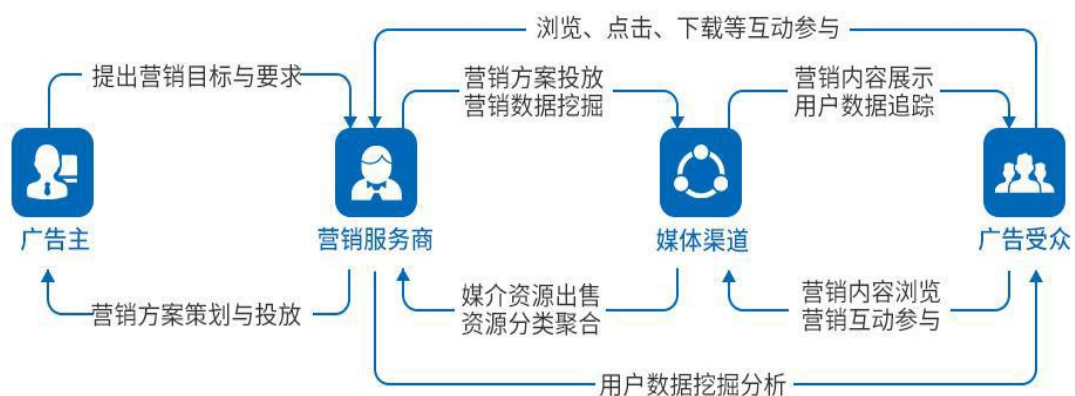 浏览、点击、下载等互动参与
提出营销目标与要求
营销方案投放
营销数据挖掘
营销内容展示
用户数据追踪
广告主
营销服务商
媒体渠道
广告受众
营销方案策划与投放
媒介资源出售
资源分类聚合
营销内容浏览
营销互动参与
用户数据挖掘分析